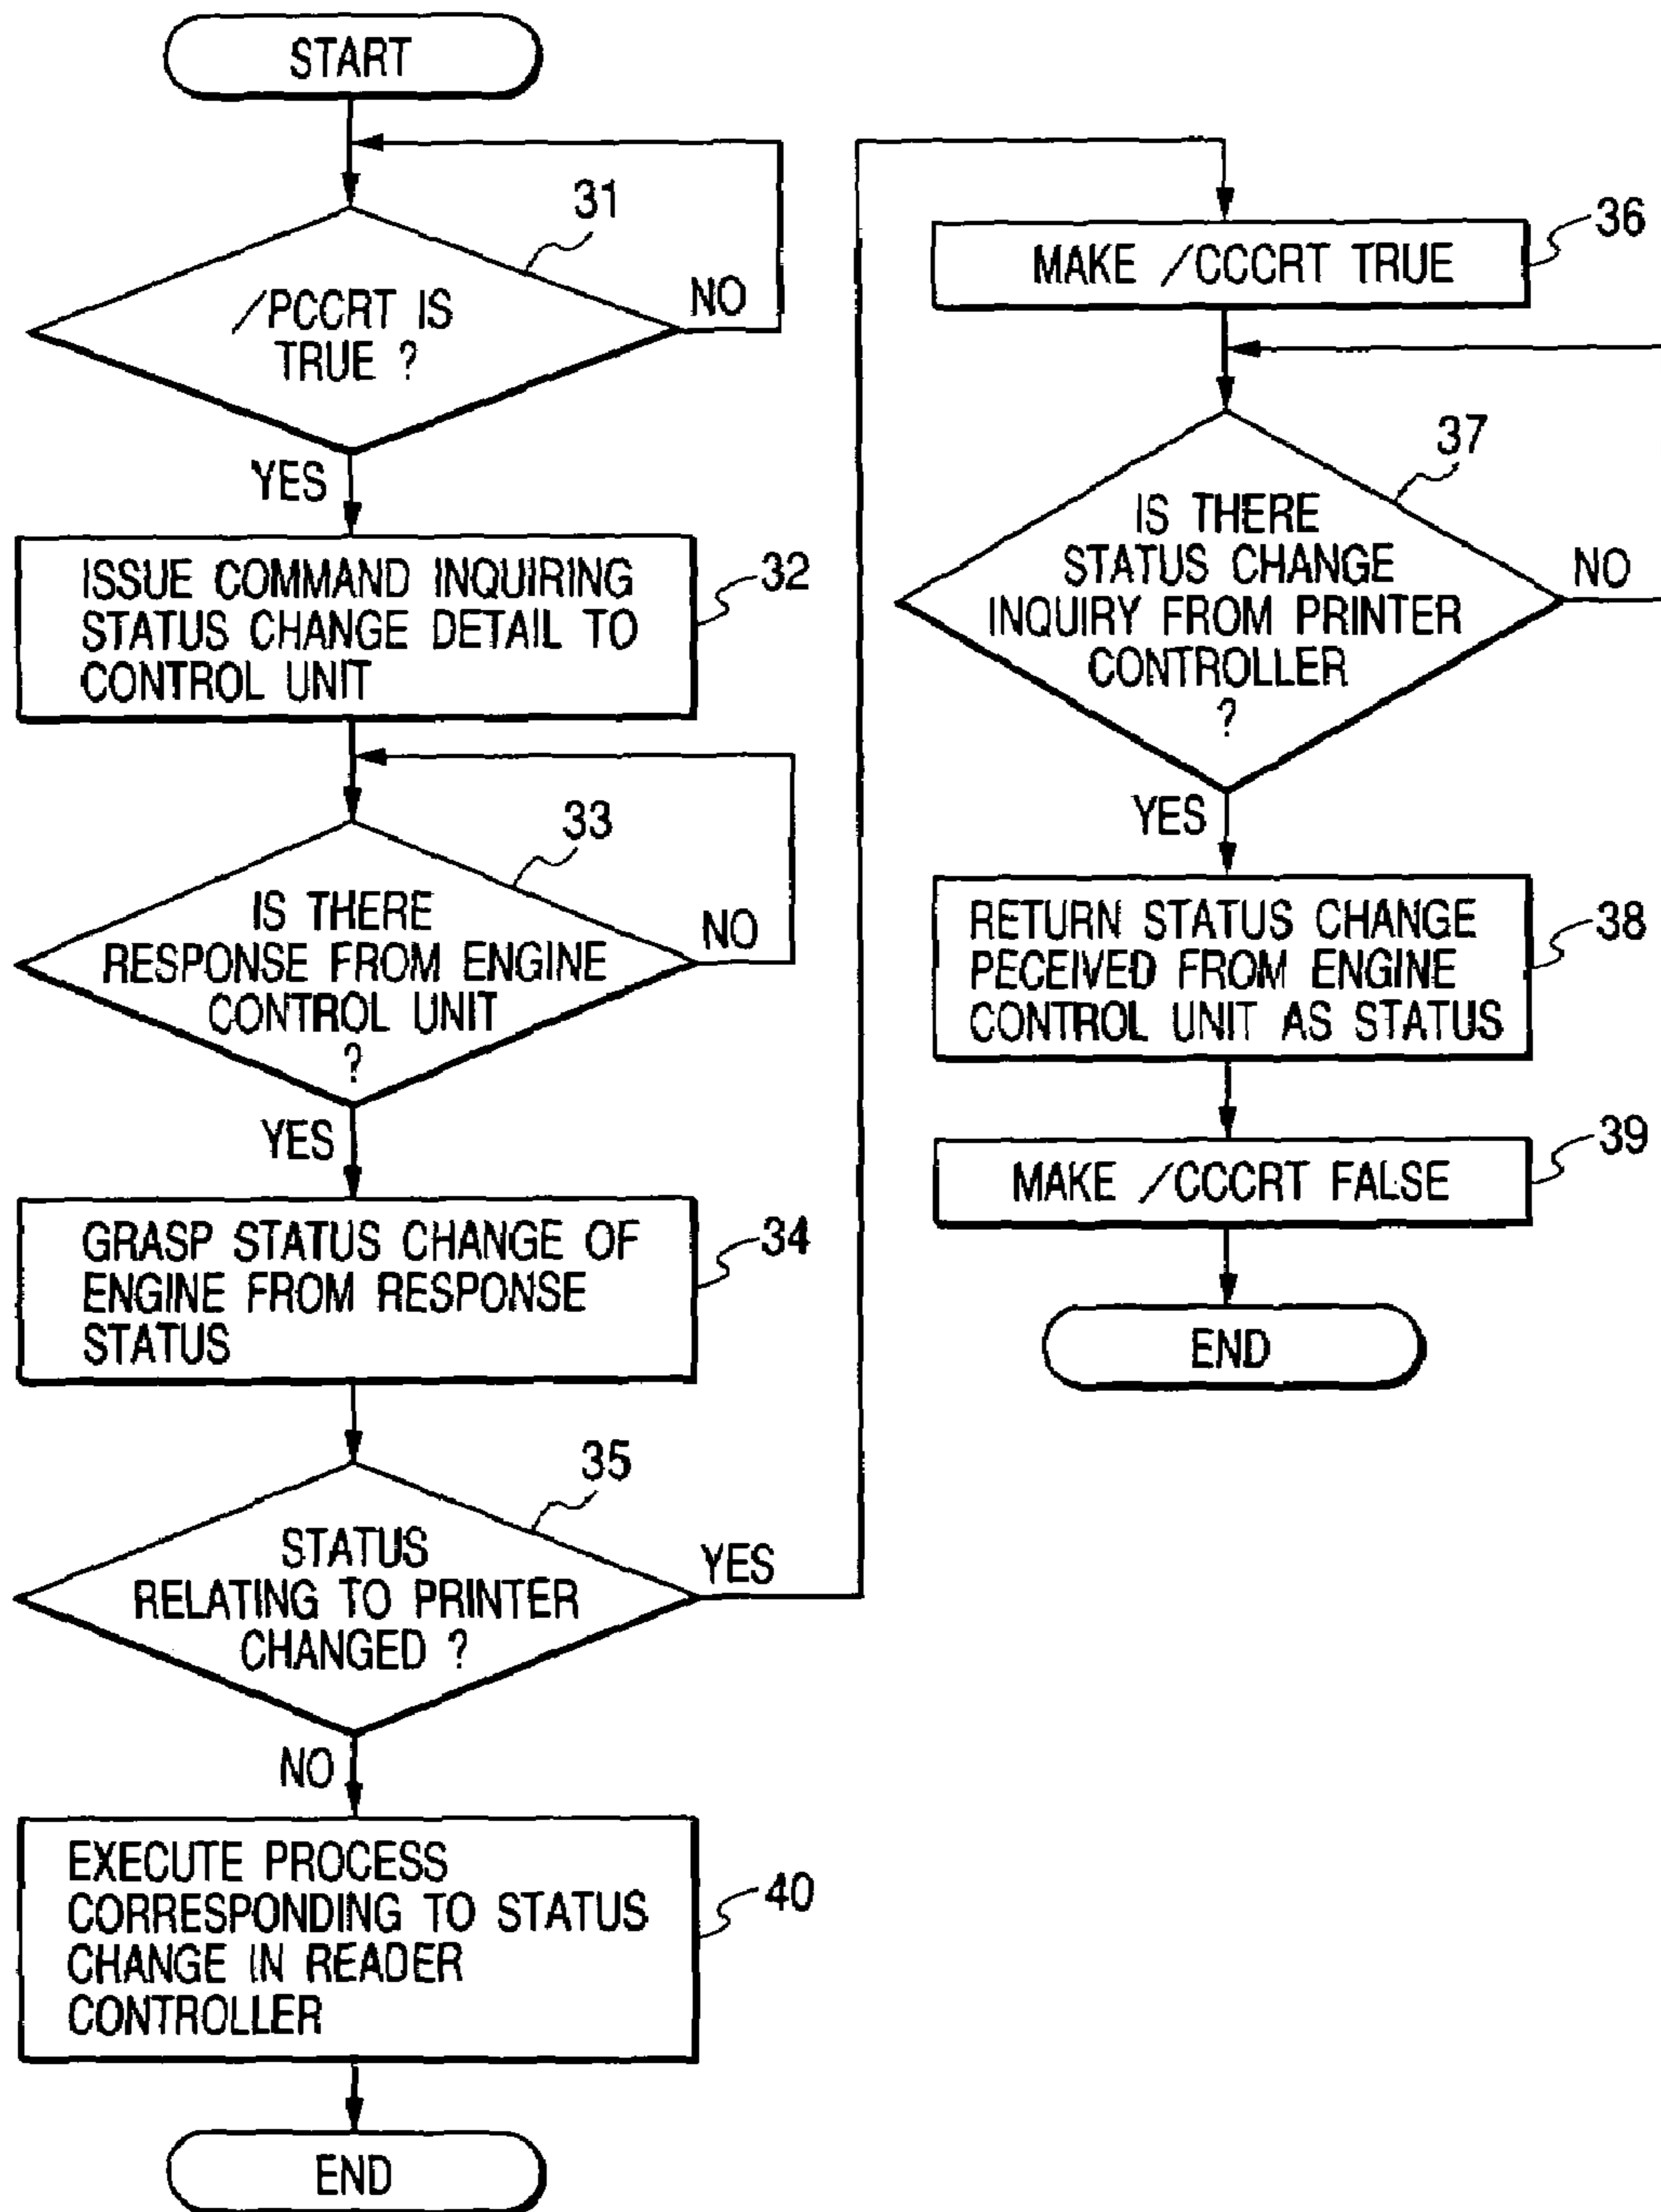 START
31
/PCCRT IS
TRUE ?
NO
YES
ISSUE COMMAND INQUIRING
STATUS CHANGE DETAIL TO
CONTROL UNIT
32
33
IS THERE
RESPONSE FROM ENGINE
CONTROL UNIT
?
NO
YES
GRASP STATUS CHANGE OF
ENGINE FROM RESPONSE
STATUS
34
35
STATUS
RELATING TO PRINTER
CHANGED ?
YES
NO
EXECUTE PROCESS
CORRESPONDING TO STATUS
CHANGE IN READER
CONTROLLER
40
END
MAKE /CCCRT TRUE
36
37
IS THERE
STATUS CHANGE
INQUIRY FROM PRINTER
CONTROLLER
?
NO
YES
RETURN STATUS CHANGE
PECEIVED FROM ENGINE
CONTROL UNIT AS STATUS
38
MAKE /CCCRT FALSE
39
END